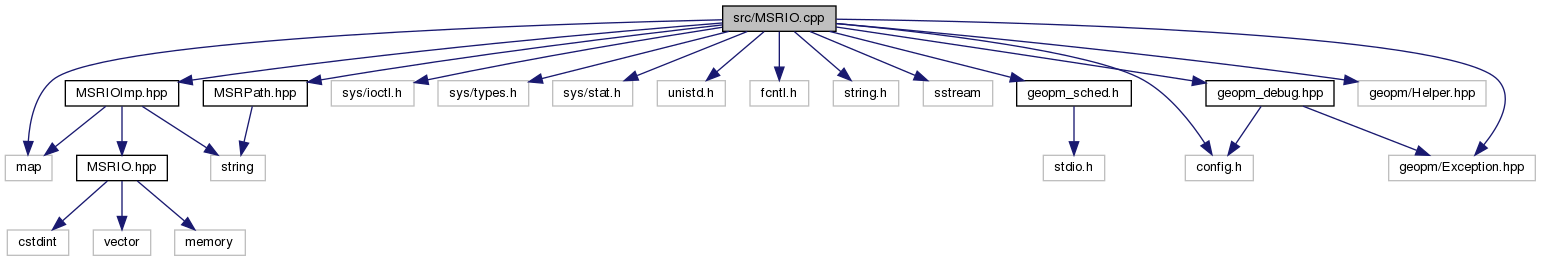 src/MSRIO.cpp
MSRIOImp.hpp
MSRPath.hpp
sys/ioctl.h
sys/types.h
sys/stat.h
unistd.h
fcntl.h
string.h
sstream
geopm_sched.h
geopm_debug.hpp
geopm/Helper.hpp
map
MSRIO.hpp
string
stdio.h
config.h
geopm/Exception.hpp
cstdint
vector
memory